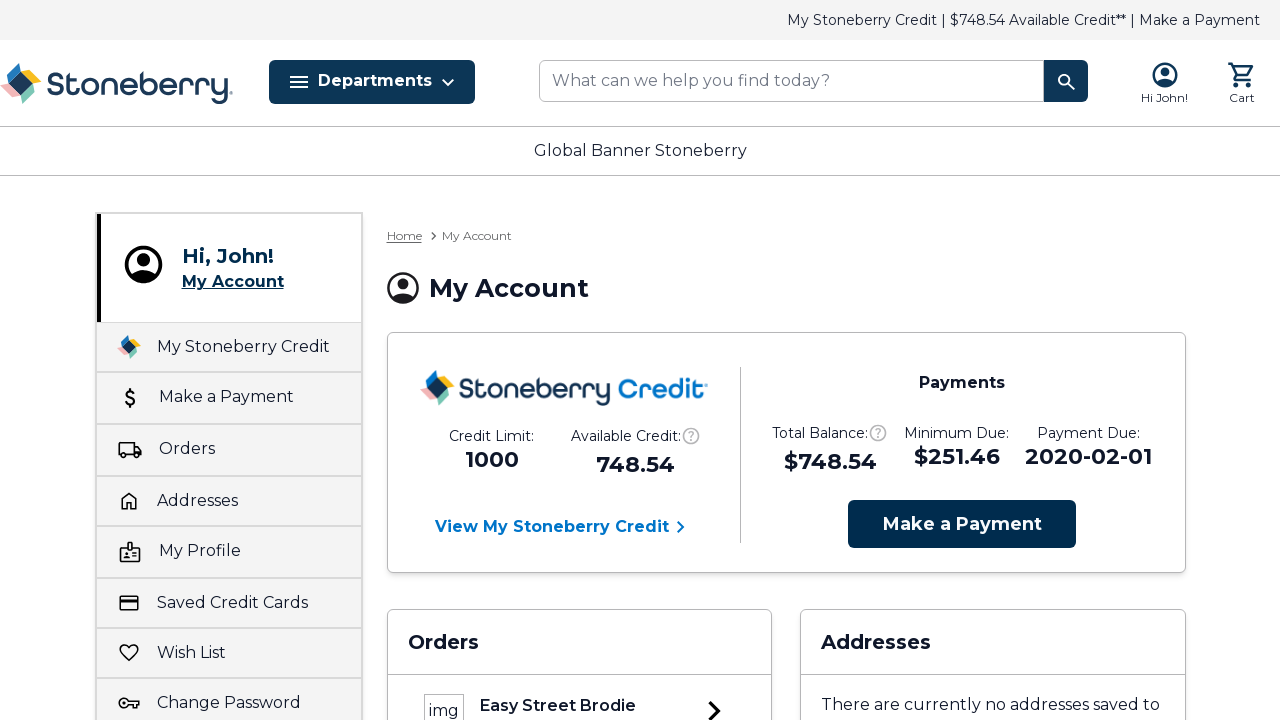 My Stoneberry Credit | $748.54 Available Credit** | Make a Payment
Stoneberry.
Departments
What can we help you find today?
Hi John!
Cart
Global Banner Stoneberry
Hi, John!
My Account
My Stoneberry Credit
Make a Payment
Orders
Addresses
My Profile
Saved Credit Cards
Wish List
Change Password
Home > My Account
My Account
Stoneberry Credit
Credit Limit:
1000
Available Credit:
748.54
View My Stoneberry Credit
Payments
Total Balance:
$748.54
Minimum Due:
$251.46
Payment Due:
2020-02-01
Make a Payment
Orders
img
Easy Street Brodie
Addresses
There are currently no addresses saved to